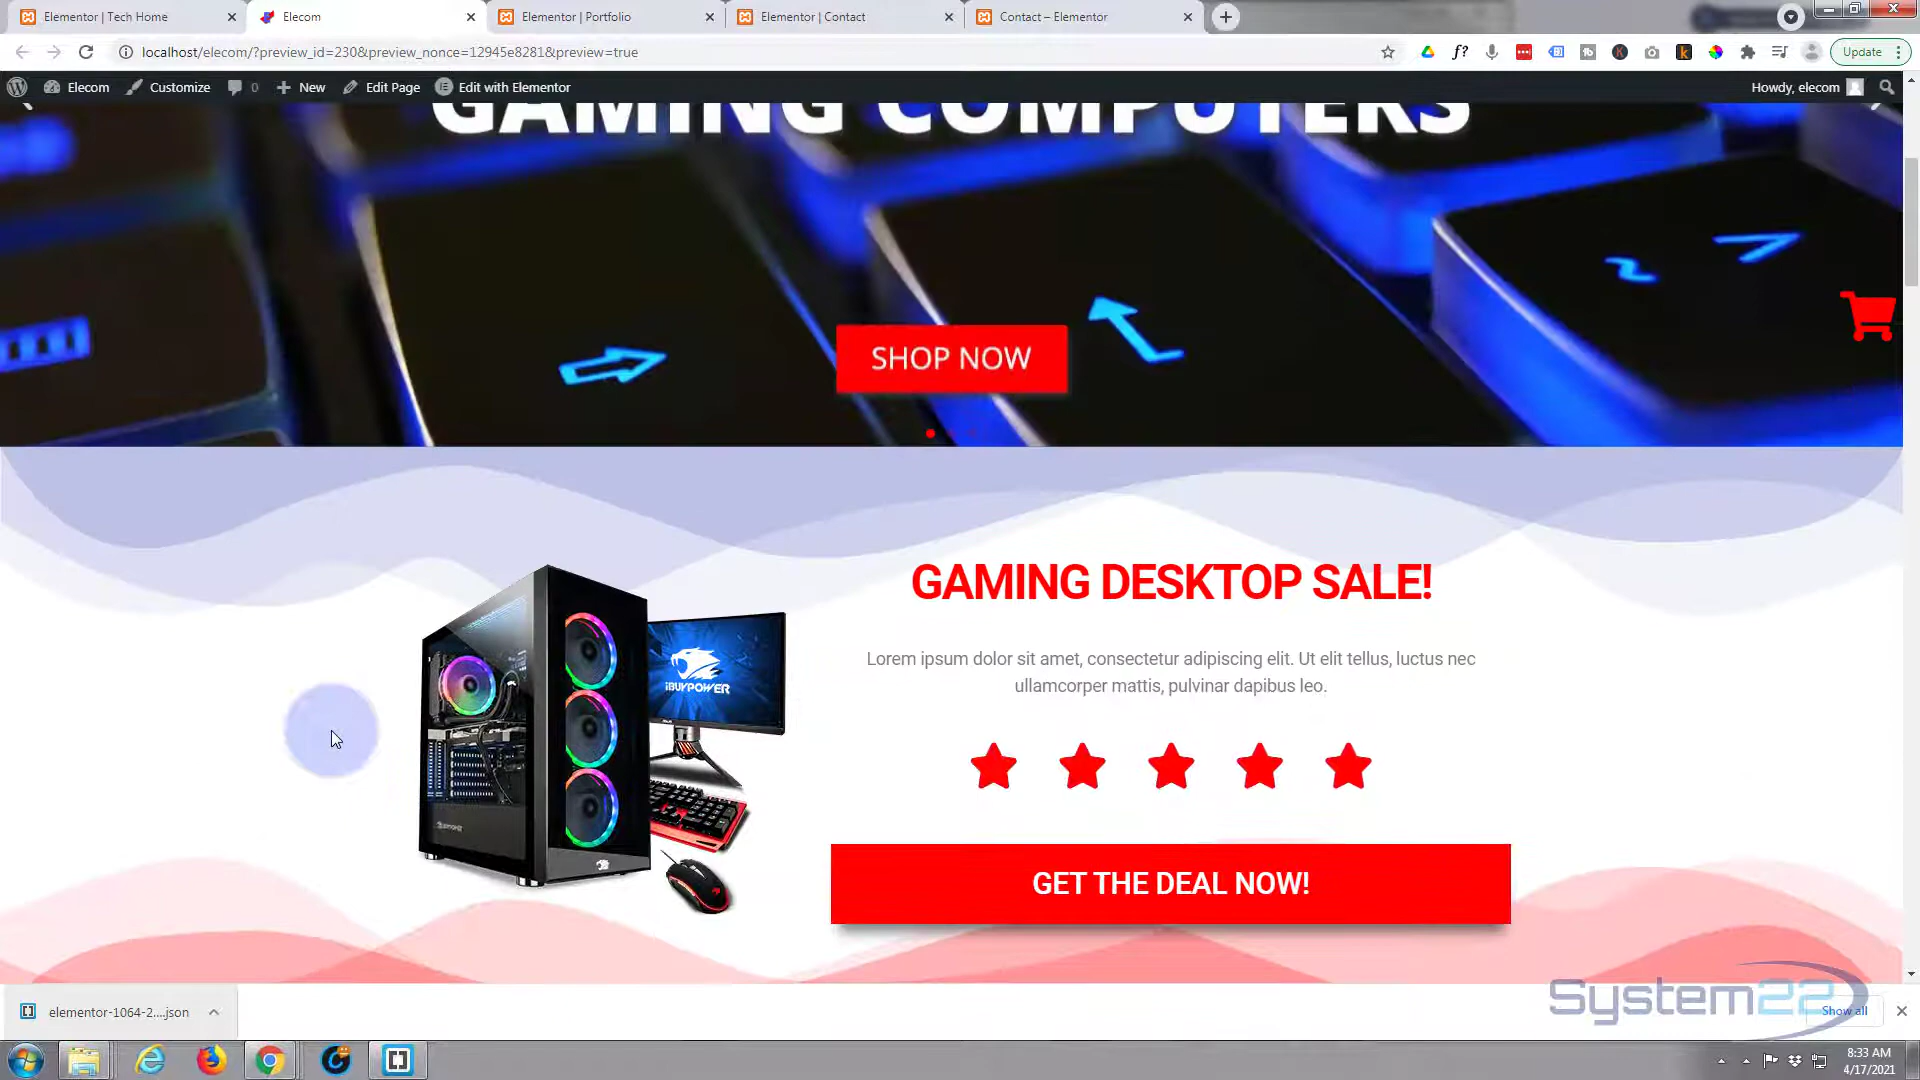 Elementor | Tech Home
Elecom
Elementor | Portfolio
Elementor | Contact
Contact – Elementor
localhost/elecom/?preview_id=230&preview_nonce=12945e8281&preview=true
Update
Elecom
Customize
0
New
Edit Page
Edit with Elementor
Howdy, elecom
GAMING COMPUTERS
SHOP NOW
GAMING DESKTOP SALE!
Lorem ipsum dolor sit amet, consectetur adipiscing elit. Ut elit tellus, luctus nec
ullamcorper mattis, pulvinar dapibus leo.
iBUYPOWER
GET THE DEAL NOW!
System22
elementor-1064-2....json
Show all
8:33 AM
4/17/2021